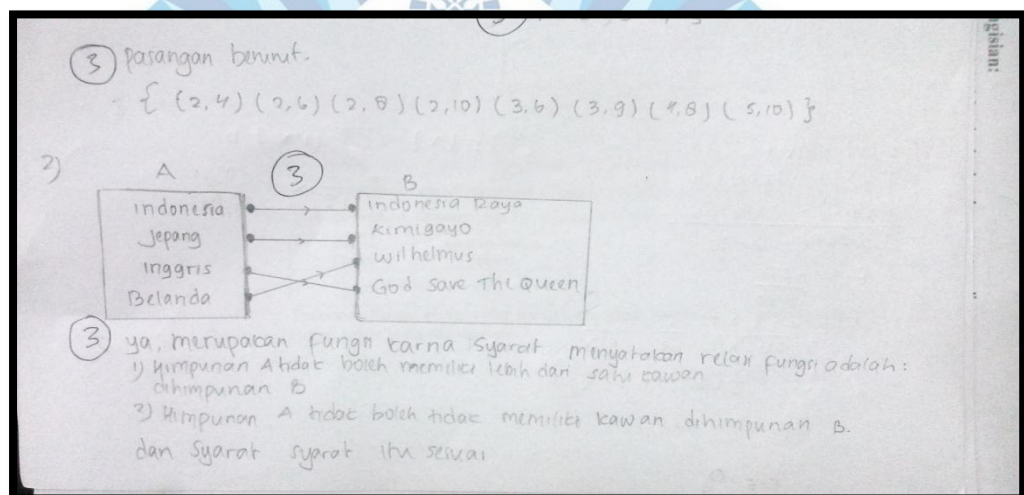 3 pasangan berurut.
{ (2,4) (2,6) (2,8) (2,10) (3,6) (3,9) (4,8) (5,10) }
2) A 3 B
indonesia indonesia Raya
Jepang kimigayo
inggris wilhelmus
Belanda God save The Queen
3 ya, merupakan fungsi karna syarat menyatakan relasi fungsi adalah:
1) Himpunan A tidak boleh memiliki lebih dari satu kawan
dihimpunan B
2) Himpunan A tidak boleh tidak memiliki kawan dihimpunan B.
dan syarat syarat itu sesuai
ngisian: